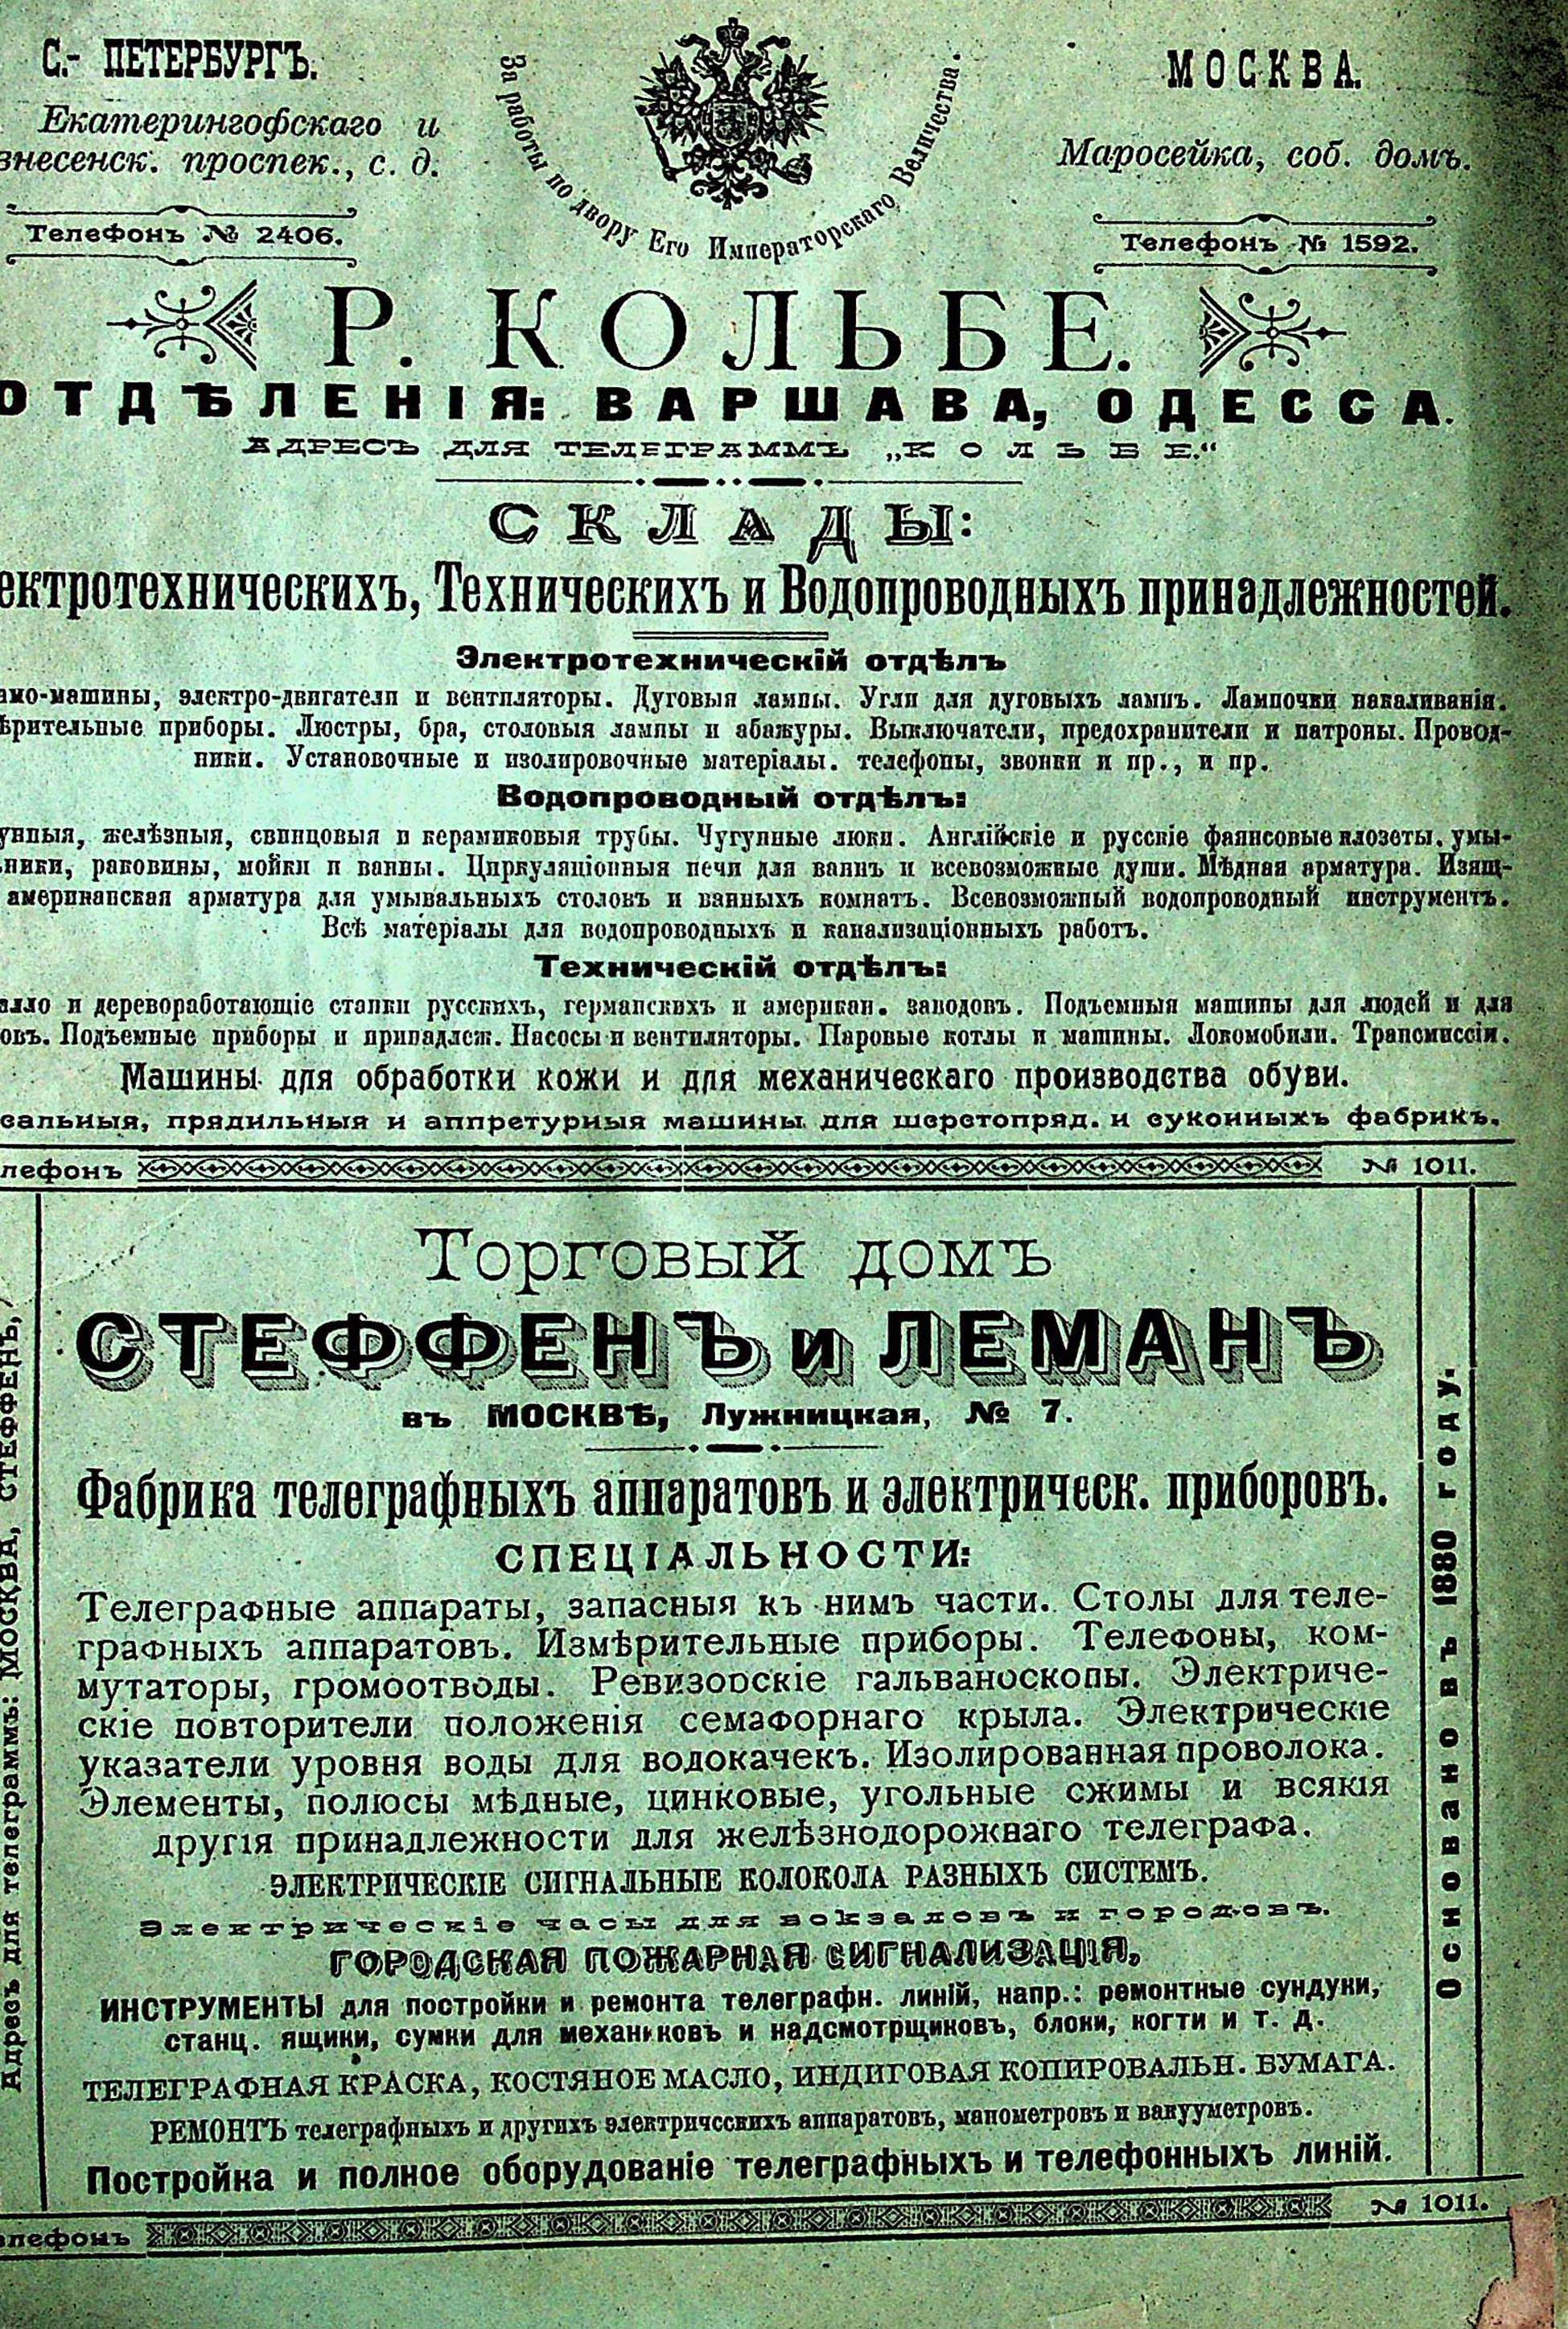 С.- ПЕТЕРБУРГЪ.
Екатерингофскаго и
знесенск. проспек., с. д.
Телефонъ № 2406.
За работы по двору Его Императорскаго Величества.
МОСКВА.
Маросейка, соб. домъ.
Телефонъ № 1592.
Р. КОЛЬБЕ.
ОТДѢЛЕНІЯ: ВАРШАВА, ОДЕССА.
АДРЕСЪ ДЛЯ ТЕЛЕГРАММЪ „КОЛЬБЕ.“
СКЛАДЫ:
ектротехническихъ, Техническихъ и Водопроводныхъ принадлежностей.
Электротехническій отдѣлъ
амо-машины, электро-двигатели и вентиляторы. Дуговыя лампы. Угли для дуговыхъ лампъ. Лампочки накаливанія.
ѣрительные приборы. Люстры, бра, столовыя лампы и абажуры. Выключатели, предохранители и патроны. Провод-
ники. Установочные и изолировочные матеріалы. телефоны, звонки и пр., и пр.
Водопроводный отдѣлъ:
унныя, желѣзныя, свинцовыя и керамиковыя трубы. Чугунные люки. Англійскіе и русскіе фаянсовые клозеты. умы-
ьники, раковины, мойки и ванны. Циркуляціонныя печи для ваннъ и всевозможные души. Мѣдная арматура. Изящ-
американская арматура для умывальныхъ столовъ и ванныхъ комнатъ. Всевозможный водопроводный инструментъ.
Всѣ матеріалы для водопроводныхъ и канализаціонныхъ работъ.
Техническій отдѣлъ:
алло и деревоработающіе станки русскихъ, германскихъ и американ. заводовъ. Подъемныя машины для людей и для
овъ. Подъемные приборы и принадлеж. Насосы и вентиляторы. Паровые котлы и машины. Локомобили. Трансмиссіи.
Машины для обработки кожи и для механическаго производства обуви.
сальныя, прядильныя и аппретурныя машины для шерстопряд. и суконныхъ фабрикъ.
лефонъ № 1011.
Адресъ для телеграммъ: МОСКВА, СТЕФФЕНЪ,
Торговый домъ
СТЕФФЕНЪ и ЛЕМАНЪ
въ МОСКВѢ, Лужницкая, № 7.
Фабрика телеграфныхъ аппаратовъ и электрическ. приборовъ.
СПЕЦІАЛЬНОСТИ:
Телеграфные аппараты, запасныя къ нимъ части. Столы для теле-
графныхъ аппаратовъ. Измѣрительные приборы. Телефоны, ком-
мутаторы, громоотводы. Ревизорскіе гальваноскопы. Электриче-
скіе повторители положенія семафорнаго крыла. Электрическіе
указатели уровня воды для водокачекъ. Изолированная проволока.
Элементы, полюсы мѣдные, цинковые, угольные сжимы и всякія
другія принадлежности для желѣзнодорожнаго телеграфа.
ЭЛЕКТРИЧЕСКІЕ СИГНАЛЬНЫЕ КОЛОКОЛА РАЗНЫХЪ СИСТЕМЪ.
Электрическіе часы для вокзаловъ и городовъ.
ГОРОДСКАЯ ПОЖАРНАЯ СИГНАЛИЗАЦІЯ,
ИНСТРУМЕНТЫ для постройки и ремонта телеграфн. линій, напр.: ремонтные сундуки,
станц. ящики, сумки для механиковъ и надсмотрщиковъ, блоки, когти и т. д.
ТЕЛЕГРАФНАЯ КРАСКА, КОСТЯНОЕ МАСЛО, ИНДИГОВАЯ КОПИРОВАЛЬН. БУМАГА.
РЕМОНТЪ телеграфныхъ и другихъ электрическихъ аппаратовъ, манометровъ и вакууметровъ.
Постройка и полное оборудованіе телеграфныхъ и телефонныхъ линій.
Основано въ 1880 году.
лефонъ № 1011.